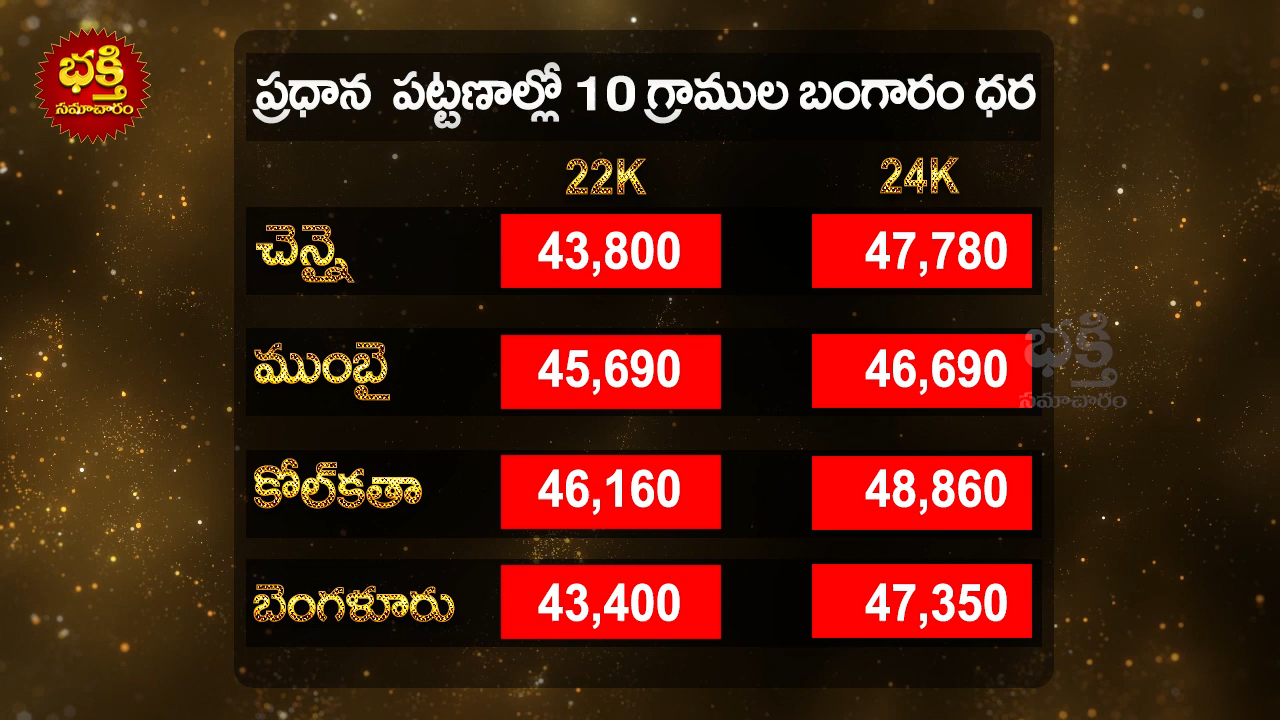 భక్తి
సమాచారం
ప్రధాన పట్టణాల్లో 10 గ్రాముల బంగారం ధర
22K 24K
చెన్నై 43,800 47,780
ముంబై 45,690 46,690
భక్తి
సమాచారం
కోల్‌కతా 46,160 48,860
బెంగళూరు 43,400 47,350